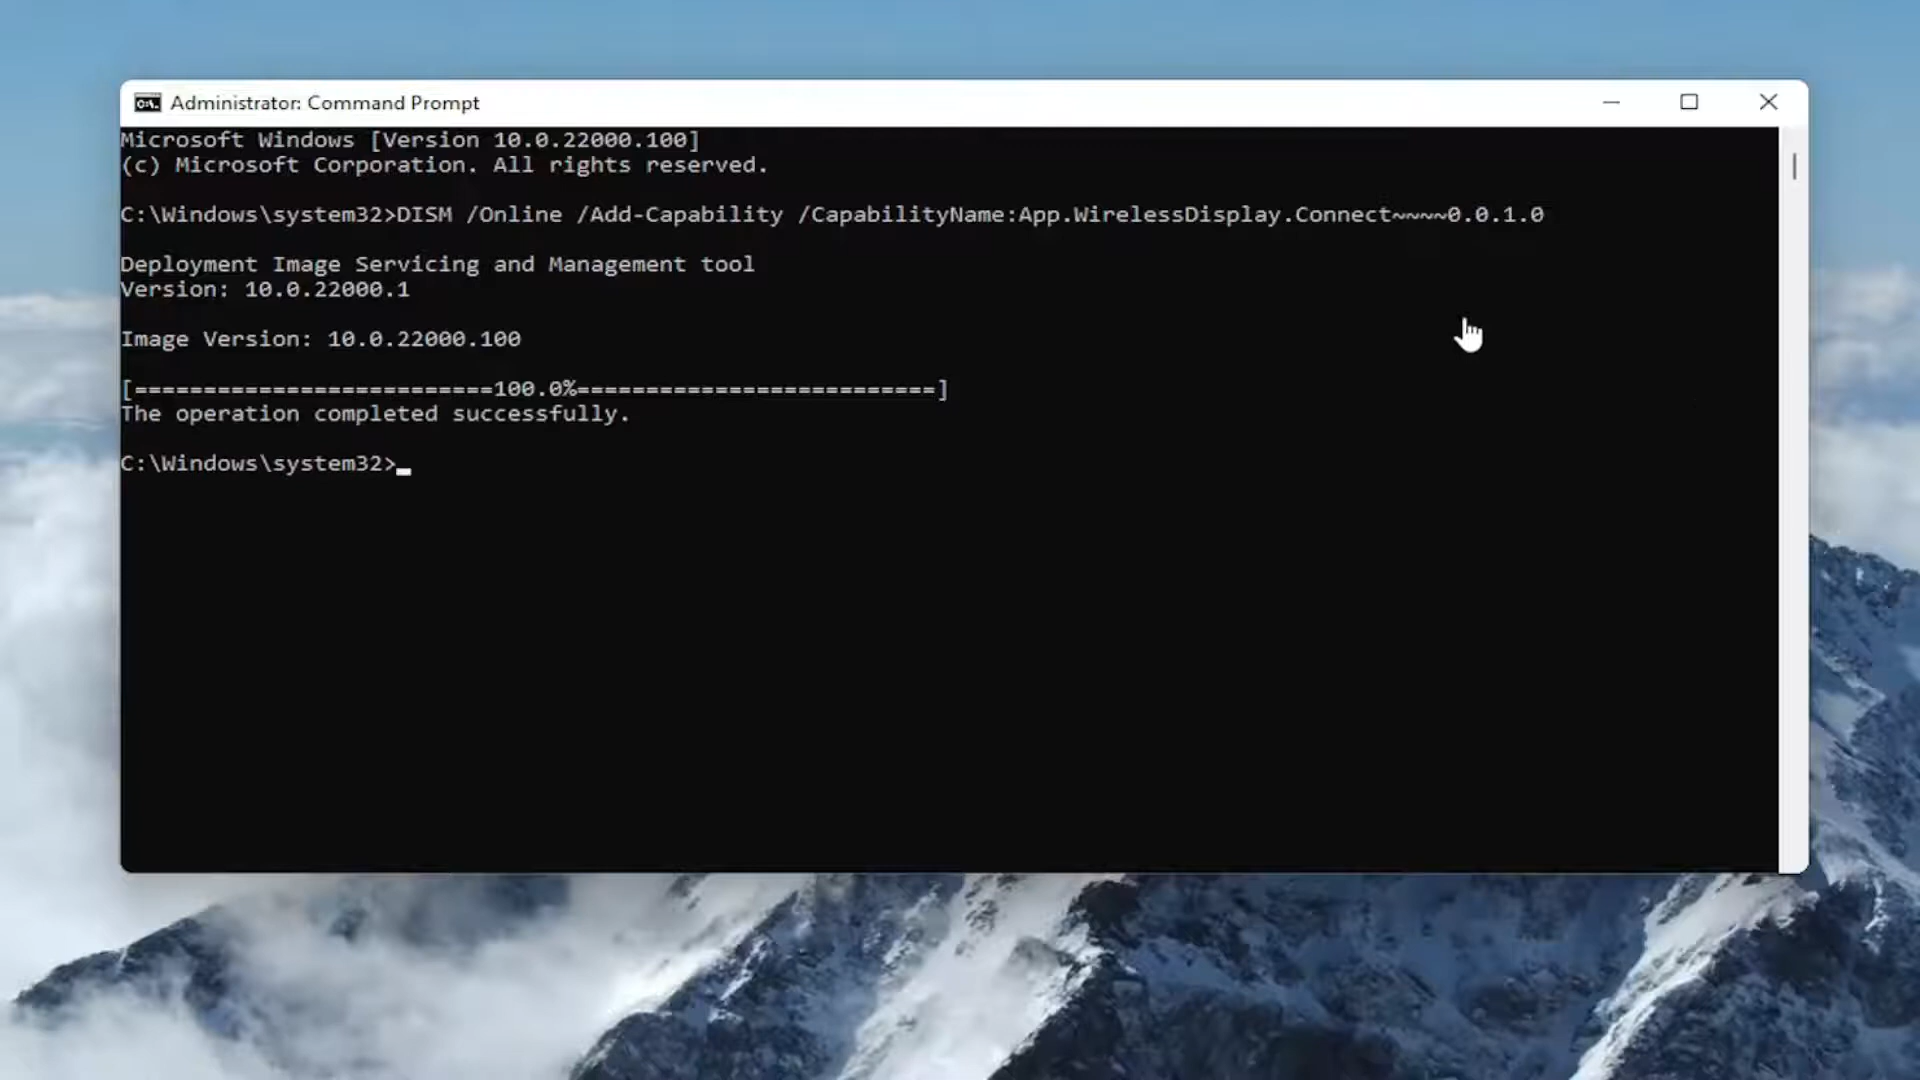 Administrator: Command Prompt
Microsoft Windows [Version 10.0.22000.100]
(c) Microsoft Corporation. All rights reserved.
C:\Windows\system32>DISM /Online /Add-Capability /CapabilityName:App.WirelessDisplay.Connect~~~~0.0.1.0
Deployment Image Servicing and Management tool
Version: 10.0.22000.1
Image Version: 10.0.22000.100
[==========================100.0%==========================]
The operation completed successfully.
C:\Windows\system32>